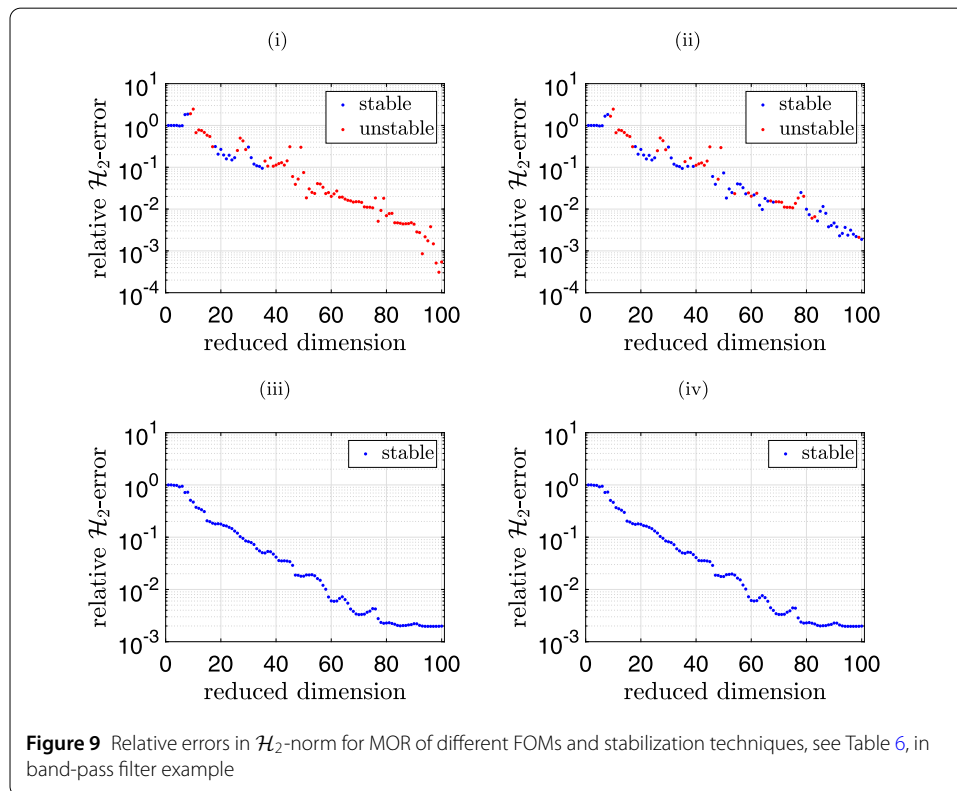 (i)
10^1
10^0
10^-1
10^-2
10^-3
10^-4
relative H_2-error
stable
unstable
0 20 40 60 80 100
reduced dimension
(ii)
10^1
10^0
10^-1
10^-2
10^-3
10^-4
relative H_2-error
stable
unstable
0 20 40 60 80 100
reduced dimension
(iii)
10^1
10^0
10^-1
10^-2
10^-3
relative H_2-error
stable
0 20 40 60 80 100
reduced dimension
(iv)
10^1
10^0
10^-1
10^-2
10^-3
relative H_2-error
stable
0 20 40 60 80 100
reduced dimension
Figure 9 Relative errors in H_2-norm for MOR of different FOMs and stabilization techniques, see Table 6, in
band-pass filter example